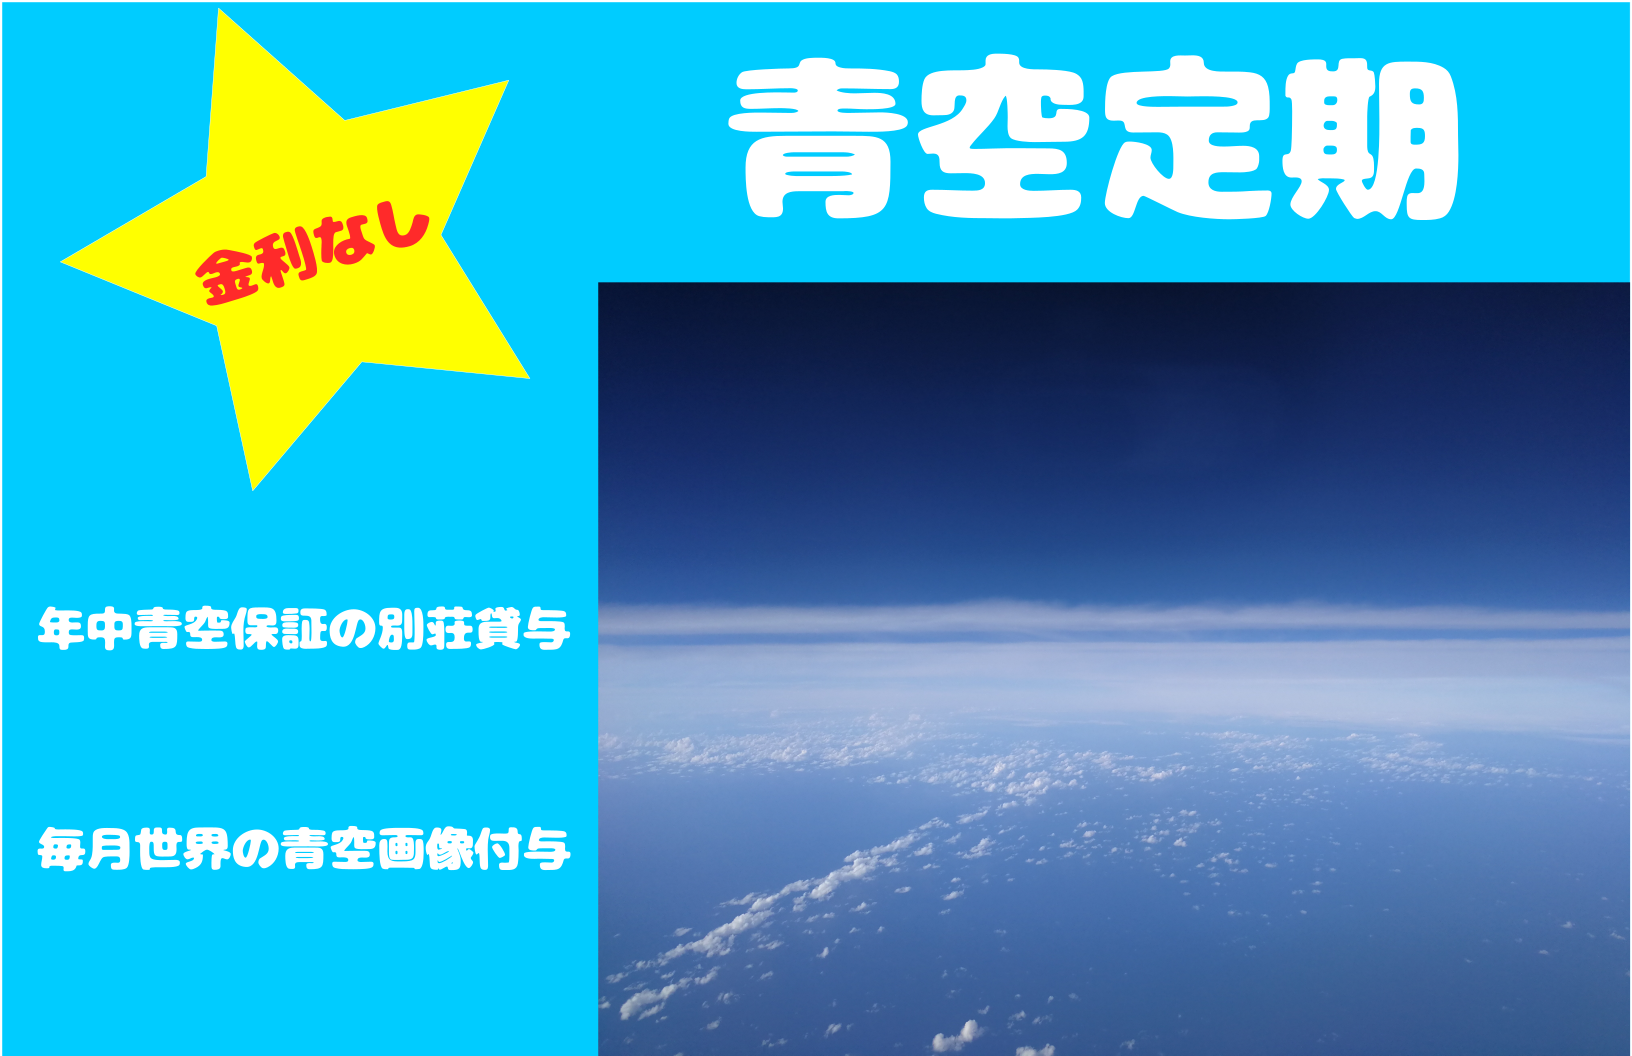 青空定期
金利なし
年中青空保証の別荘貸与
毎月世界の青空画像付与